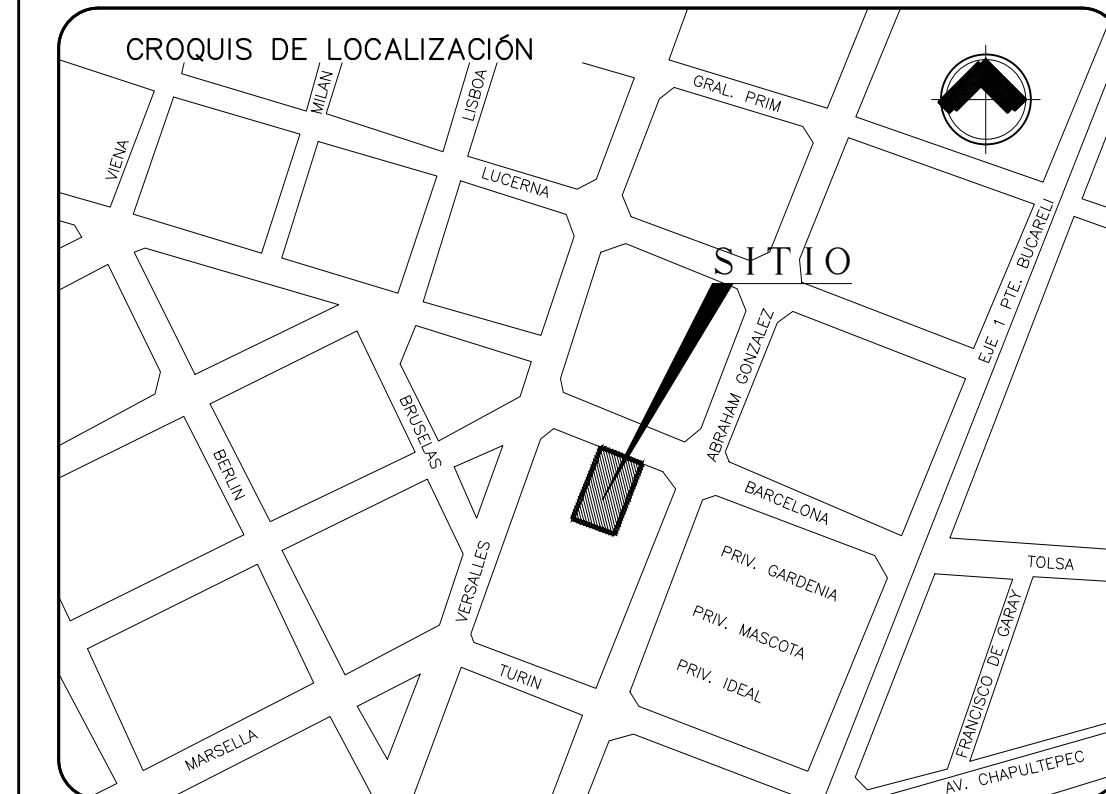 CROQUIS DE LOCALIZACIÓN
MILAN
LISBOA
GRAL. PRIM
VIENA
LUCERNA
EJE 1 PTE. BUCARELI
SITIO
ABRAHAM GONZALEZ
BRUSELAS
BERLIN
BARCELONA
VERSALLES
PRIV. GARDENIA
TOLSA
PRIV. MASCOTA
FRANCISCO DE GARAY
PRIV. IDEAL
TURIN
MARSELLA
AV. CHAPULTEPEC